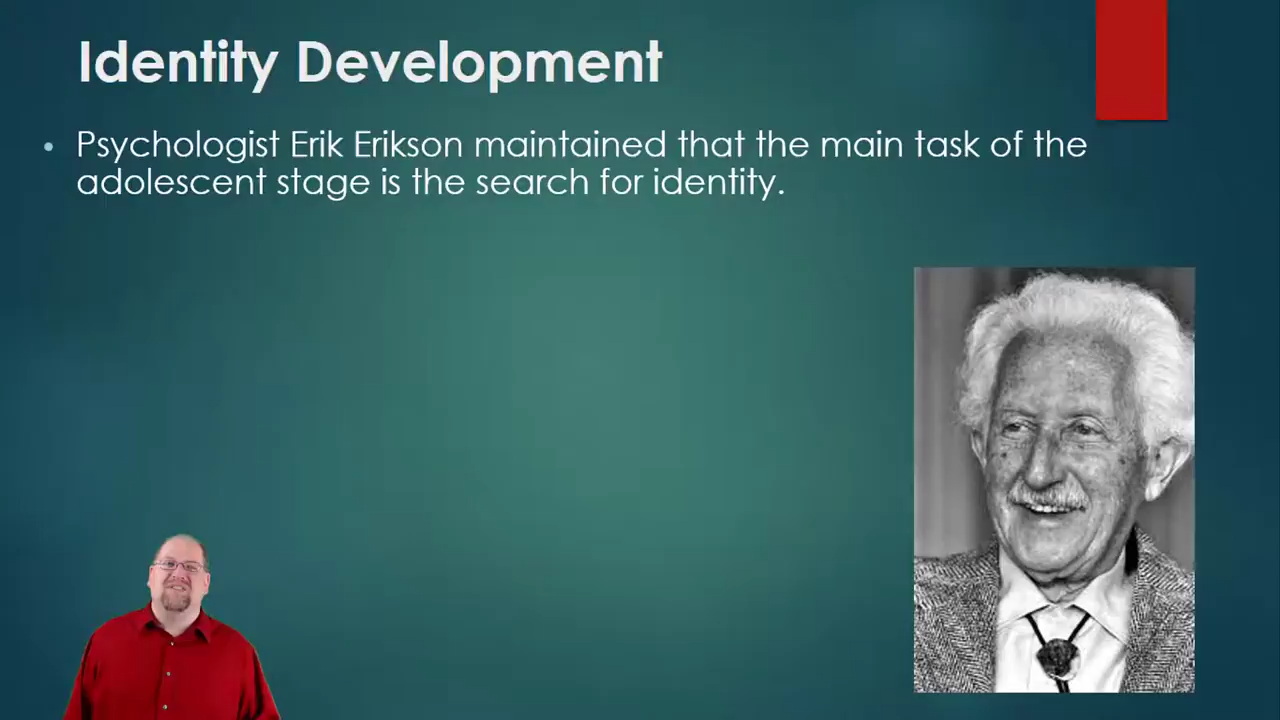 Identity Development
• Psychologist Erik Erikson maintained that the main task of the
adolescent stage is the search for identity.